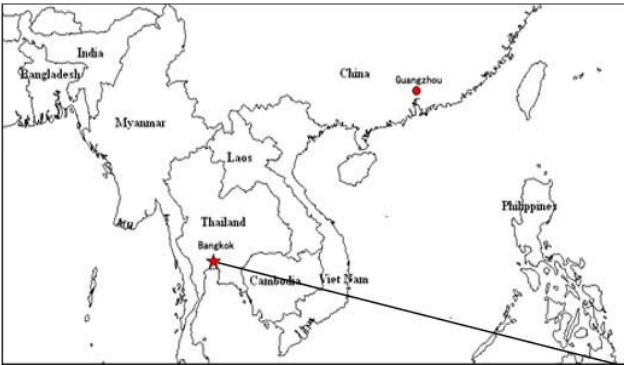 India
Bangladesh
China
Guangzhou
Myanmar
Laos
Thailand
Philippines
Bangkok
Cambodia
Viet Nam